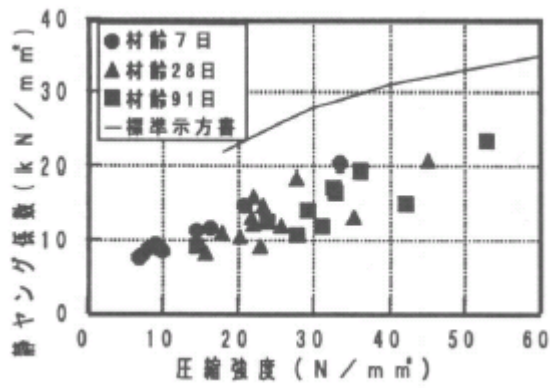 40
30
20
10
0
静ヤング係数(kN/mm²)
●材齢7日
▲材齢28日
■材齢91日
—標準示方書
0 10 20 30 40 50 60
圧縮強度(N/mm²)